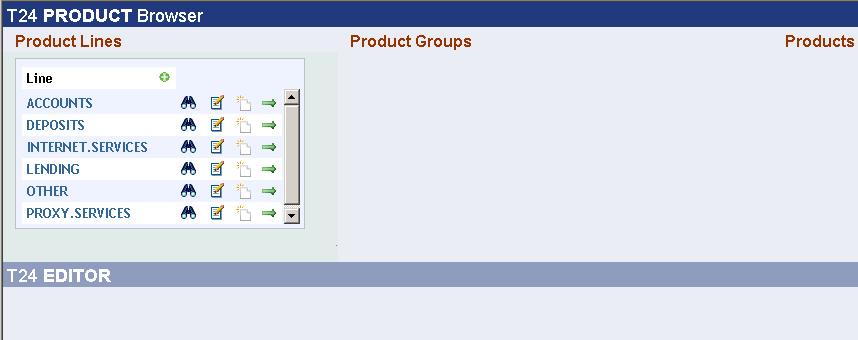 T24 PRODUCT Browser
Product Lines Product Groups Products
Line
ACCOUNTS
DEPOSITS
INTERNET.SERVICES
LENDING
OTHER
PROXY.SERVICES
T24 EDITOR